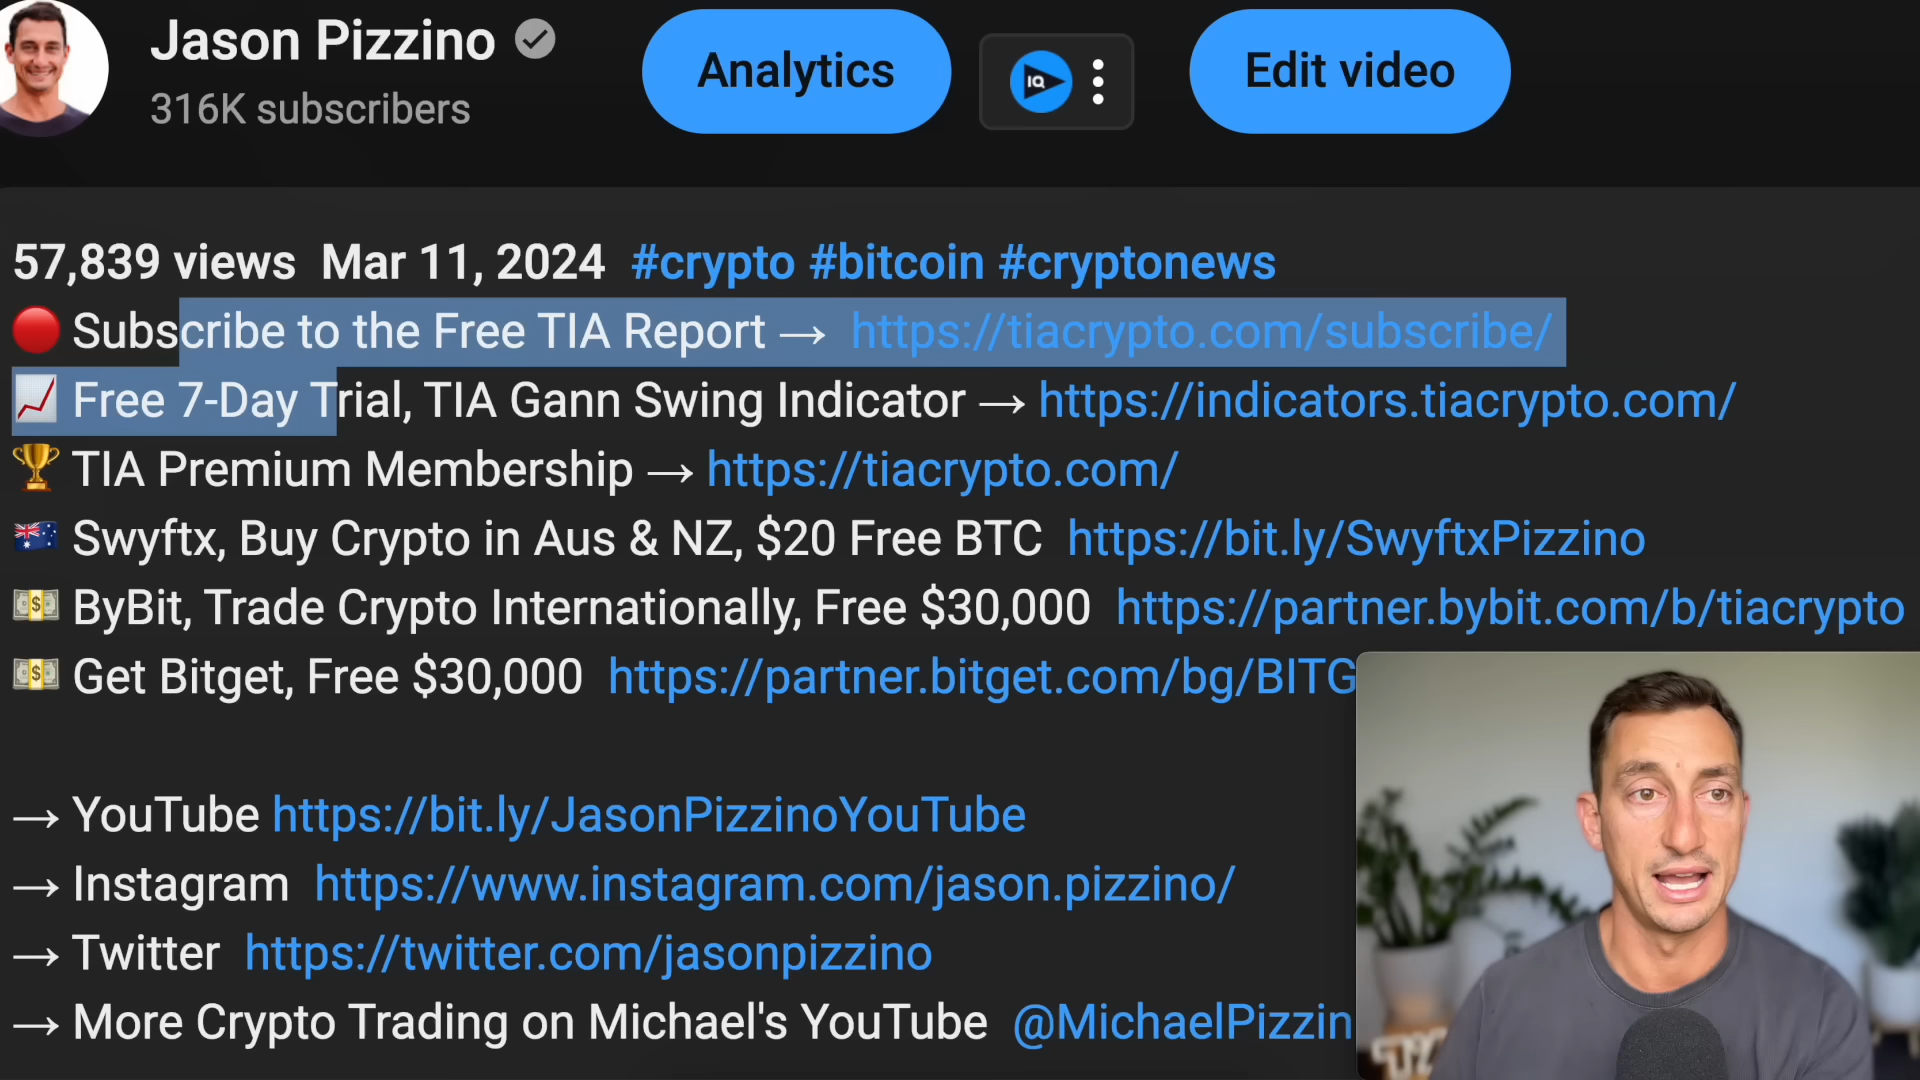 Jason Pizzino
316K subscribers
Analytics
IQ
Edit video
57,839 views Mar 11, 2024 #crypto #bitcoin #cryptonews
Subscribe to the Free TIA Report → https://tiacrypto.com/subscribe/
Free 7-Day Trial, TIA Gann Swing Indicator → https://indicators.tiacrypto.com/
TIA Premium Membership → https://tiacrypto.com/
Swyftx, Buy Crypto in Aus & NZ, $20 Free BTC https://bit.ly/SwyftxPizzino
ByBit, Trade Crypto Internationally, Free $30,000 https://partner.bybit.com/b/tiacrypto
Get Bitget, Free $30,000 https://partner.bitget.com/bg/BITG
→ YouTube https://bit.ly/JasonPizzinoYouTube
→ Instagram https://www.instagram.com/jason.pizzino/
→ Twitter https://twitter.com/jasonpizzino
→ More Crypto Trading on Michael's YouTube @MichaelPizzin